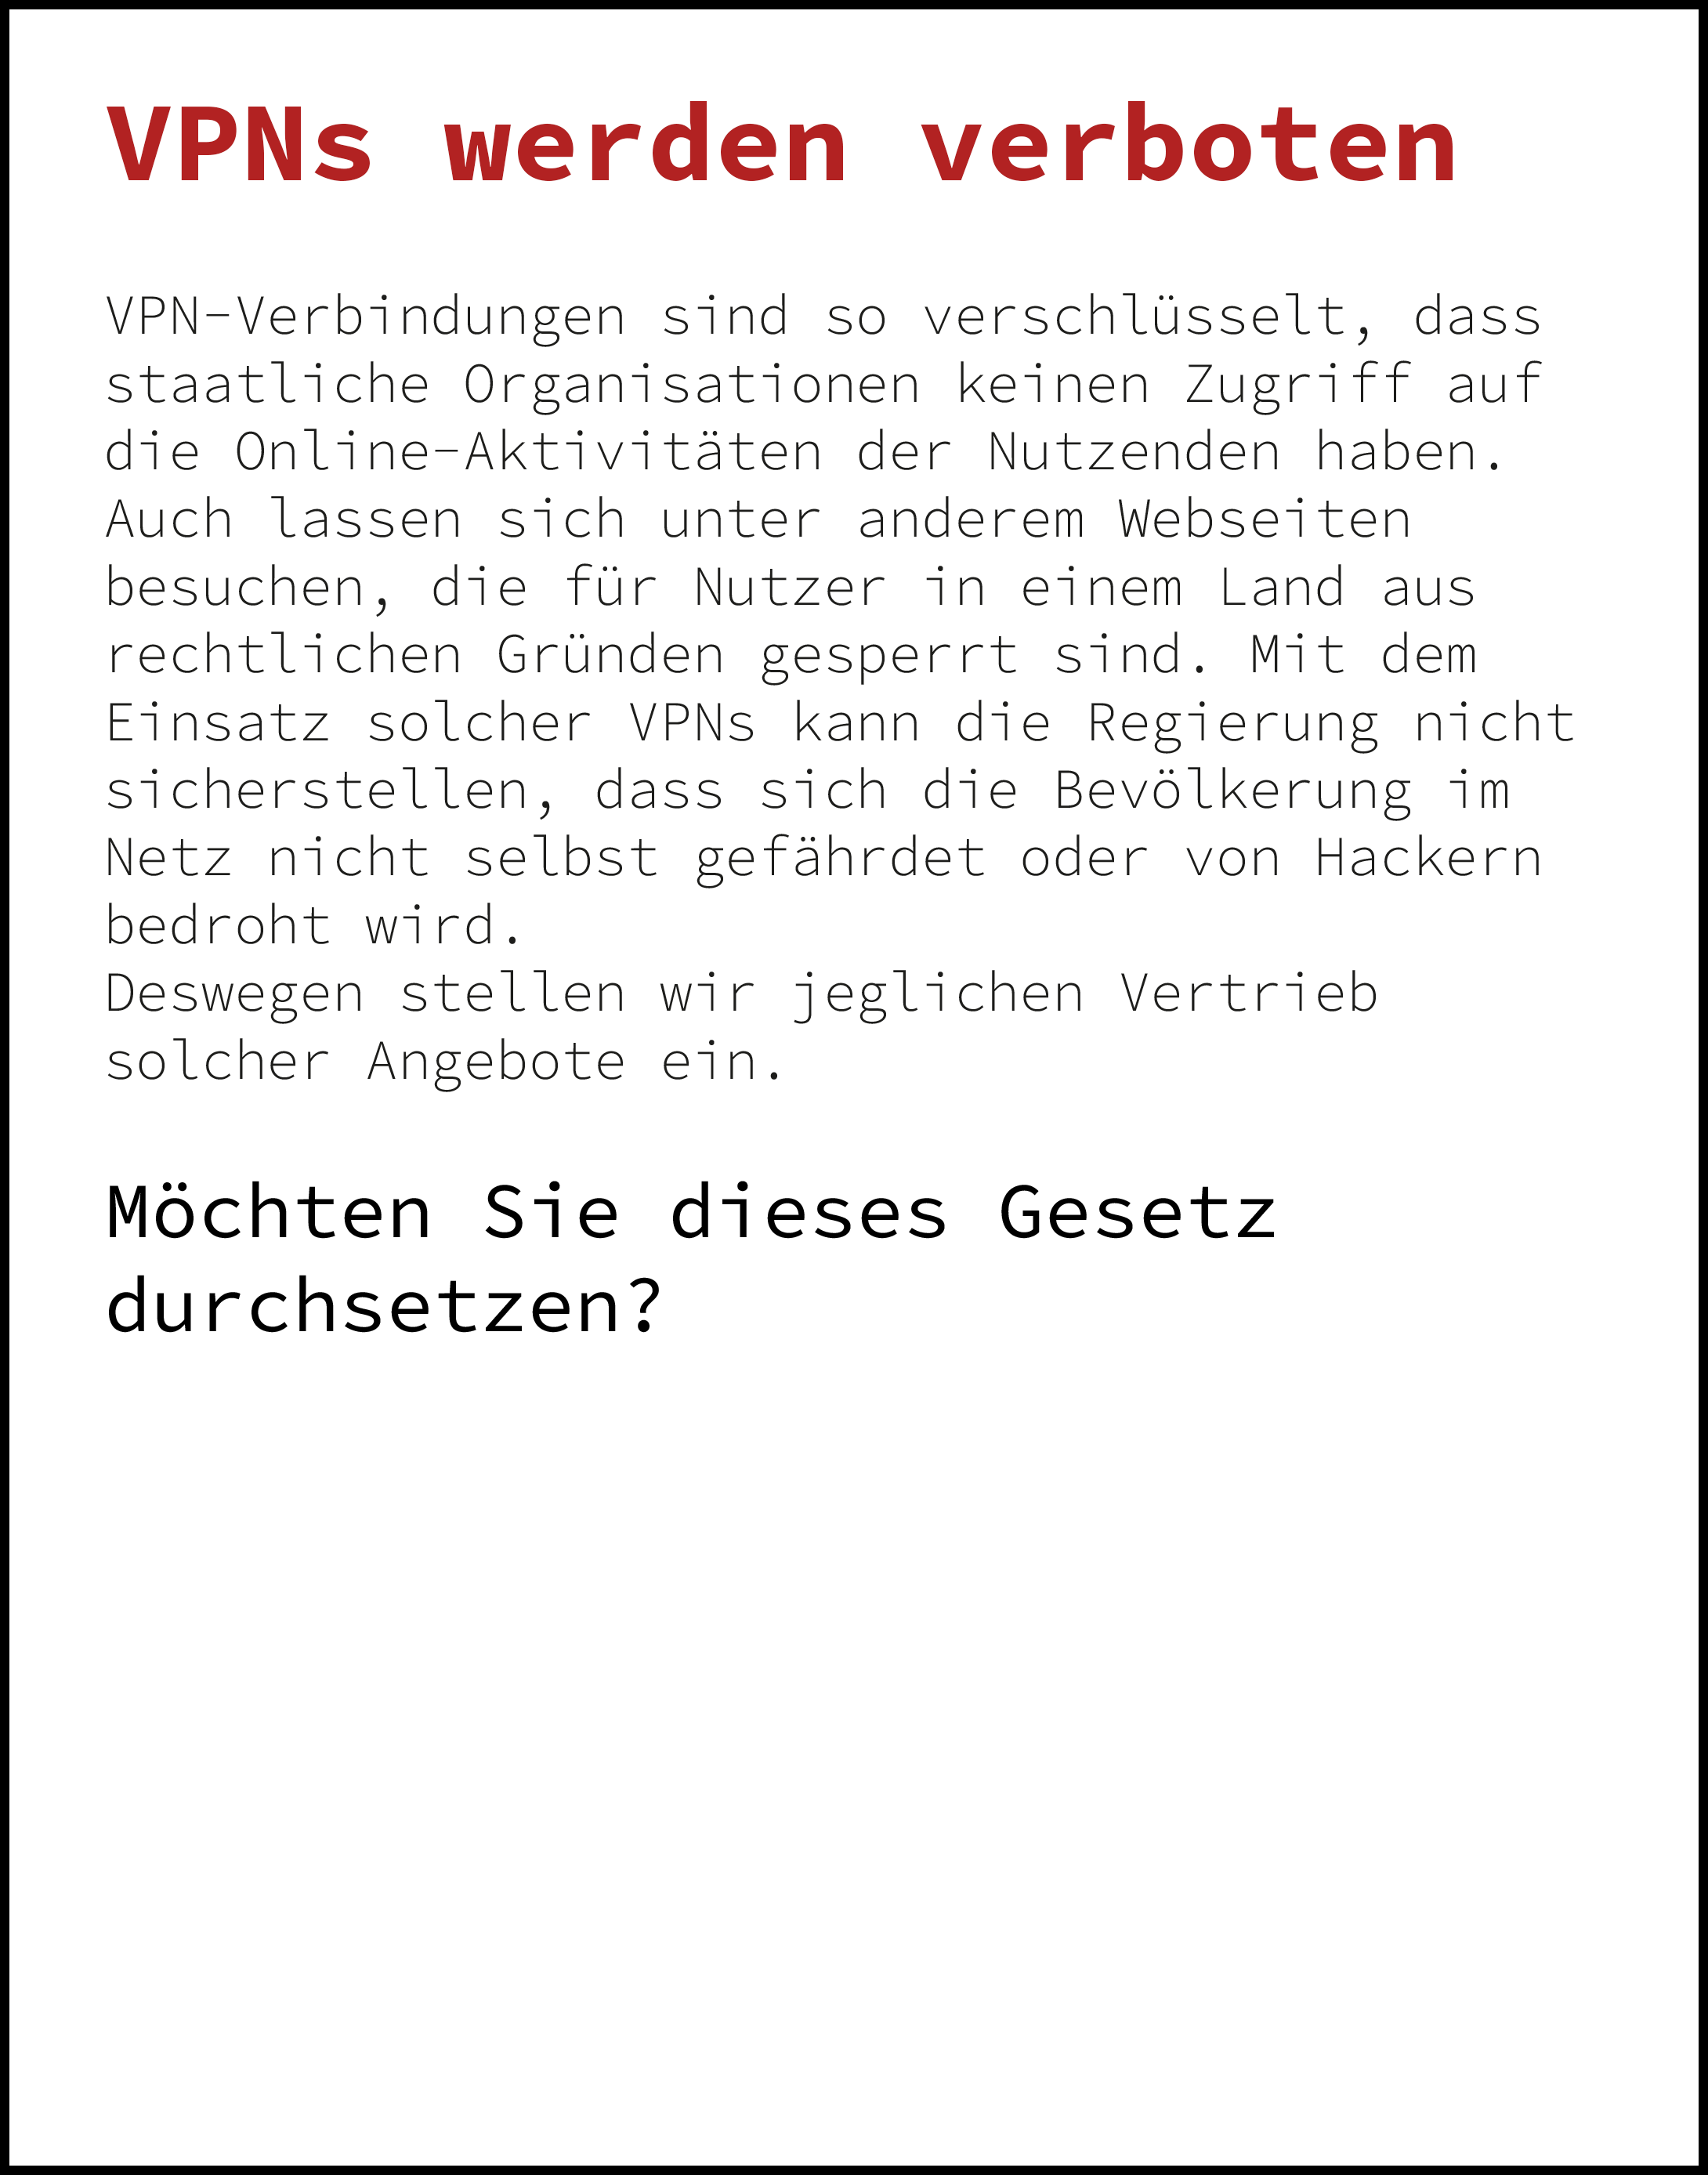 VPNs werden verboten
VPN-Verbindungen sind so verschlüsselt, dass
staatliche Organisationen keinen Zugriff auf
die Online-Aktivitäten der Nutzenden haben.
Auch lassen sich unter anderem Webseiten
besuchen, die für Nutzer in einem Land aus
rechtlichen Gründen gesperrt sind. Mit dem
Einsatz solcher VPNs kann die Regierung nicht
sicherstellen, dass sich die Bevölkerung im
Netz nicht selbst gefährdet oder von Hackern
bedroht wird.
Deswegen stellen wir jeglichen Vertrieb
solcher Angebote ein.
Möchten Sie dieses Gesetz
durchsetzen?